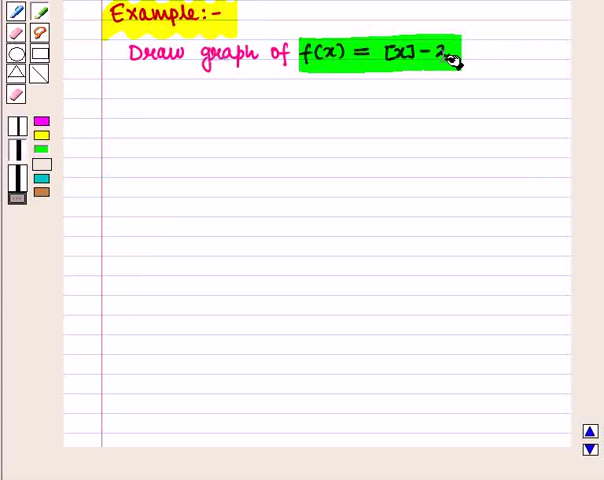 Example:-
Draw graph of f(x) = [x] - 2